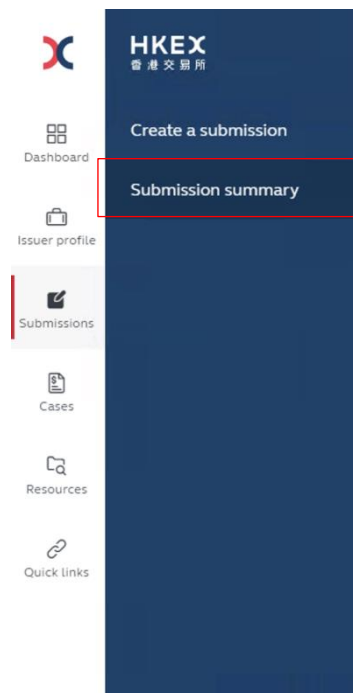 HKEX
香港交易所
Create a submission
Submission summary
Dashboard
Issuer profile
Submissions
Cases
Resources
Quick links